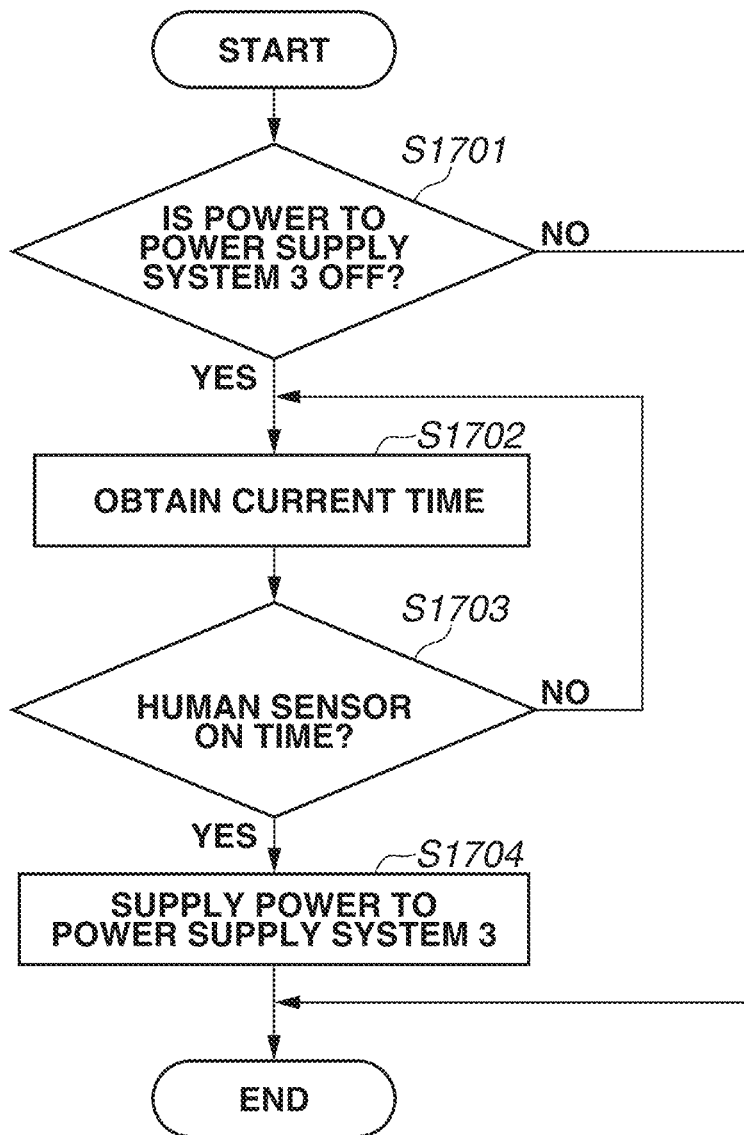 START
S1701
IS POWER TO
POWER SUPPLY
SYSTEM 3 OFF?
NO
YES
S1702
OBTAIN CURRENT TIME
S1703
HUMAN SENSOR
ON TIME?
NO
YES
S1704
SUPPLY POWER TO
POWER SUPPLY SYSTEM 3
END